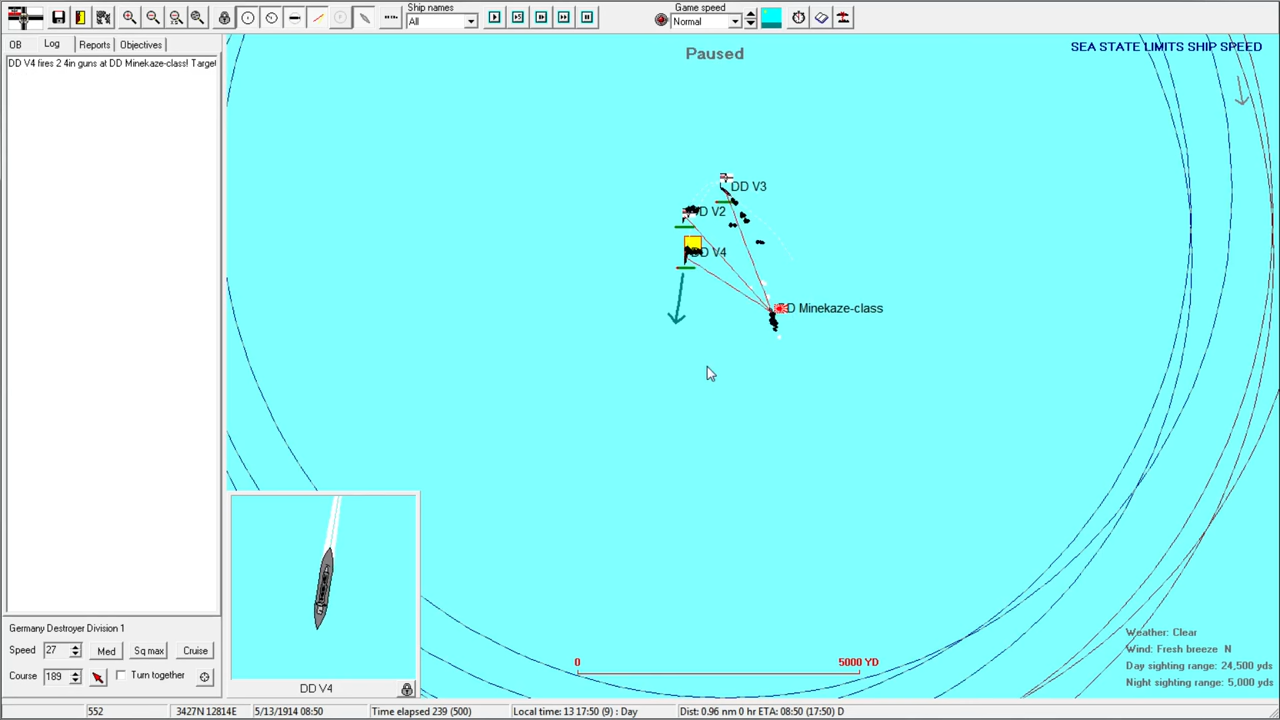 Ship names
All
Game speed
Normal
OB
Log
Reports
Objectives
DD V4 fires 2 4in guns at DD Minekaze-class! Target
Paused
SEA STATE LIMITS SHIP SPEED
DD V3
DD V2
DD V4
DD Minekaze-class
0
5000 YD
Weather: Clear
Wind: Fresh breeze N
Day sighting range: 24,500 yds
Night sighting range: 5,000 yds
Germany Destroyer Division 1
Speed 27 Med Sq max Cruise
Course 189 Turn together
DD V4
552 3427N 12814E 5/13/1914 08:50 Time elapsed 239 (500) Local time: 13 17:50 (9) : Day Dist: 0.96 nm 0 hr ETA: 08:50 (17:50) D